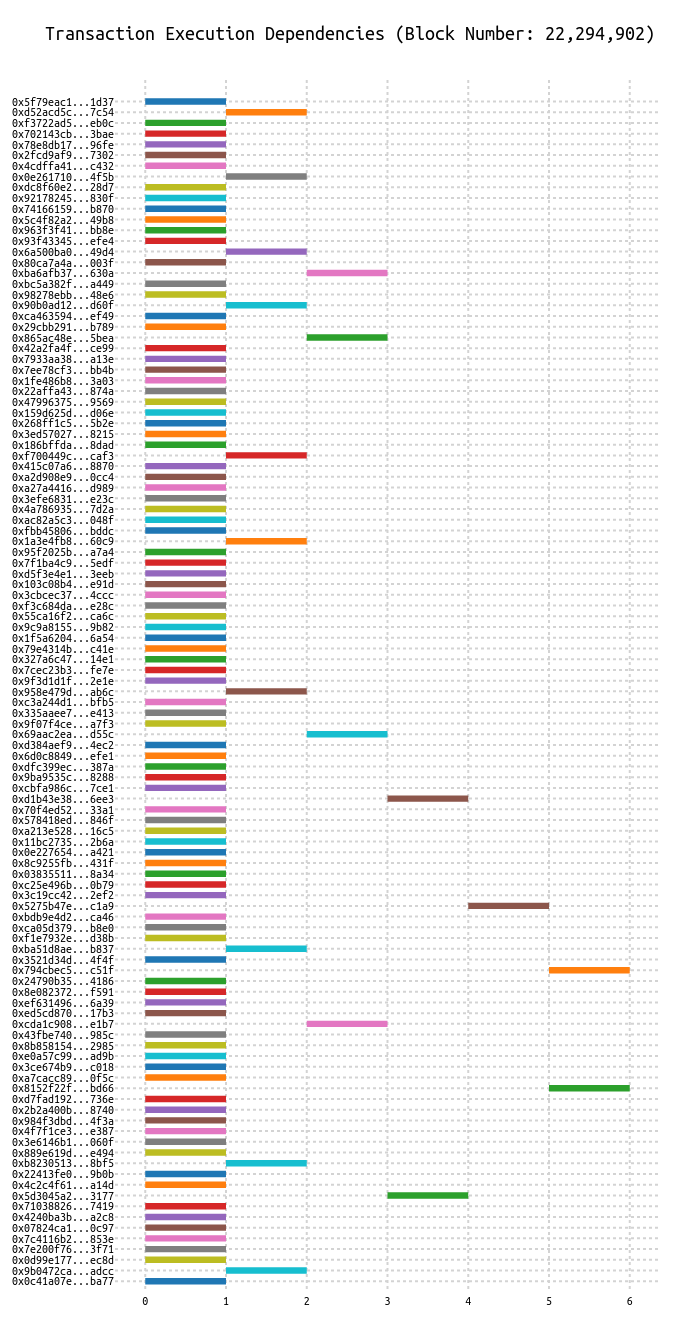 Transaction Execution Dependencies (Block Number: 22,294,902)
0x5f79eac1...1d37
0xd52acd5c...7c54
0xf3722ad5...eb0c
0x702143cb...3bae
0x78e8db17...96fe
0x2fcd9af9...7302
0x4cdffa41...c432
0x0e261710...4f5b
0xdc8f60e2...28d7
0x92178245...830f
0x74166159...b870
0x5c4f82a2...49b8
0x963f3f41...bb8e
0x93f43345...efe4
0x6a500ba0...49d4
0x80ca7a4a...003f
0xba6afb37...630a
0xbc5a382f...a449
0x98278ebb...48e6
0x90b0ad12...d60f
0xca463594...ef49
0x29cbb291...b789
0x865ac48e...5bea
0x42a2fa4f...ce99
0x7933aa38...a13e
0x7ee78cf3...bb4b
0x1fe486b8...3a03
0x22affa43...874a
0x47996375...9569
0x159d625d...d06e
0x268ff1c5...5b2e
0x3ed57027...8215
0x186bffda...8dad
0xf700449c...caf3
0x415c07a6...8870
0xa2d908e9...0cc4
0xa27a4416...d989
0x3efe6831...e23c
0x4a786935...7d2a
0xac82a5c3...048f
0xfbb45806...bddc
0x1a3e4fb8...60c9
0x95f2025b...a7a4
0x7f1ba4c9...5edf
0xd5f3e4e1...3eeb
0x103c08b4...e91d
0x3cbcec37...4ccc
0xf3c684da...e28c
0x55ca16f2...ca6c
0x9c9a8155...9b82
0x1f5a6204...6a54
0x79e4314b...c41e
0x327a6c47...14e1
0x7cec23b3...fe7e
0x9f3d1d1f...2e1e
0x958e479d...ab6c
0xc3a244d1...bfb5
0x335aaee7...e413
0x9f07f4ce...a7f3
0x69aac2ea...d55c
0xd384aef9...4ec2
0x6d0c8849...efe1
0xdfc399ec...387a
0x9ba9535c...8288
0xcbfa986c...7ce1
0xd1b43e38...6ee3
0x70f4ed52...33a1
0x578418ed...846f
0xa213e528...16c5
0x11bc2735...2b6a
0x0e227654...a421
0x8c9255fb...431f
0x03835511...8a34
0xc25e496b...0b79
0x3c19cc42...2ef2
0x5275b47e...c1a9
0xbdb9e4d2...ca46
0xca05d379...b8e0
0xf1e7932e...d38b
0xba51d8ae...b837
0x3521d34d...4f4f
0x794cbec5...c51f
0x24790b35...4186
0x8e082372...f591
0xef631496...6a39
0xed5cd870...17b3
0xcda1c908...e1b7
0x43fbe740...985c
0x8b858154...2985
0xe0a57c99...ad9b
0x3ce674b9...c018
0xa7cacc89...0f5c
0x8152f22f...bd66
0xd7fad192...736e
0x2b2a400b...8740
0x984f3dbd...4f3a
0x4f7f1ce3...e387
0x3e6146b1...060f
0x889e619d...e494
0xb8230513...8bf5
0x22413fe0...9b0b
0x4c2c4f61...a14d
0x5d3045a2...3177
0x71038826...7419
0x4240ba3b...a2c8
0x07824ca1...0c97
0x7c4116b2...853e
0x7e200f76...3f71
0x0d99e177...ec8d
0x9b0472ca...adcc
0x0c41a07e...ba77
0 1 2 3 4 5 6